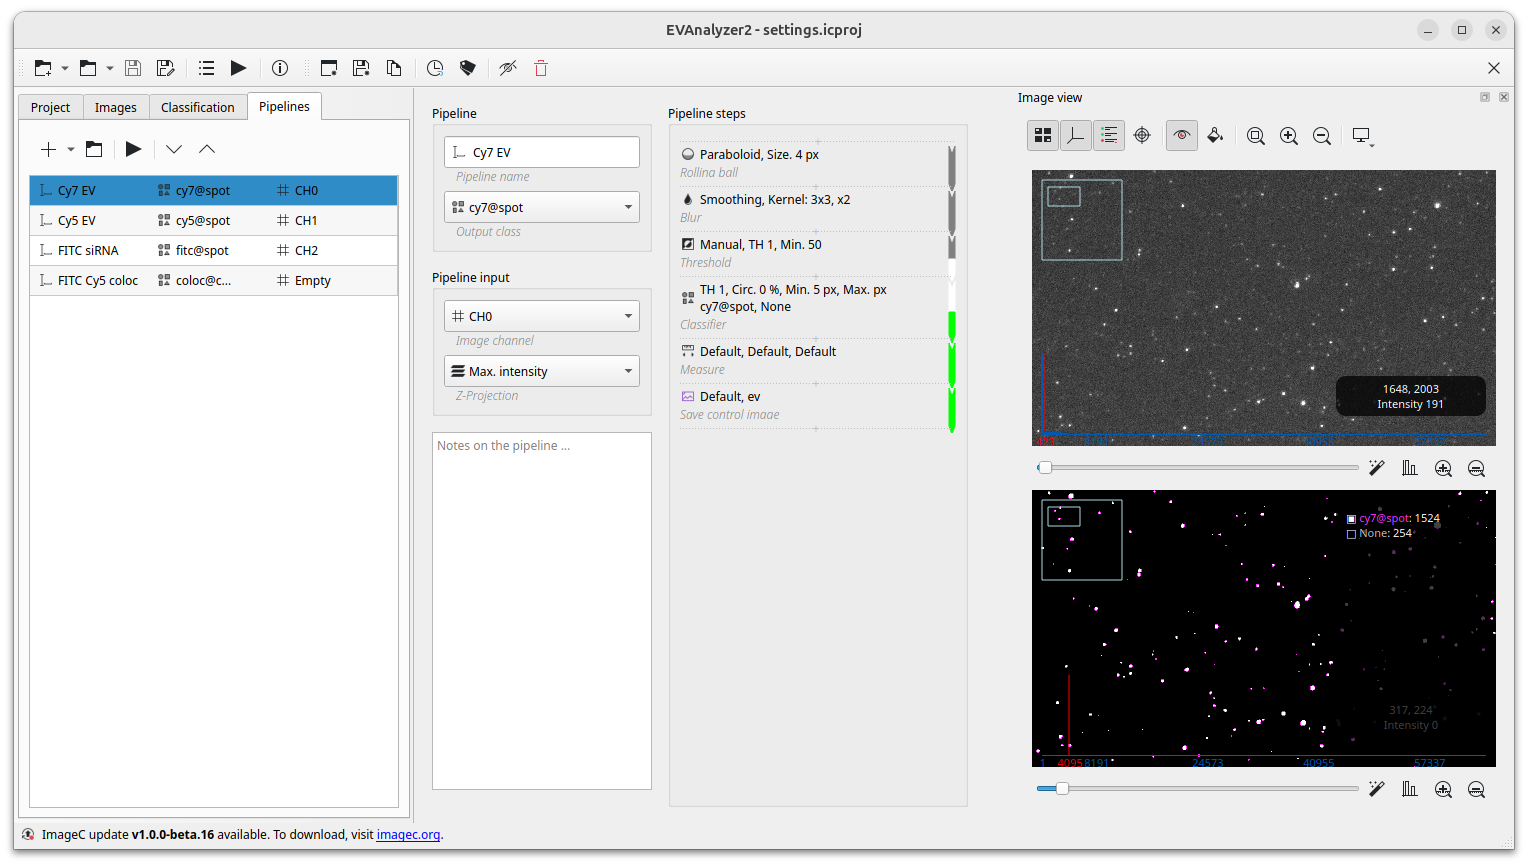 EVAnalyzer2 - settings.icproj
Project
Images
Classification
Pipelines
Cy7 EV
cy7@spot
CH0
Cy5 EV
cy5@spot
CH1
FITC siRNA
fitc@spot
CH2
FITC Cy5 coloc
coloc@c...
Empty
Pipeline
Cy7 EV
Pipeline name
cy7@spot
Output class
Pipeline input
CH0
Image channel
Max. intensity
Z-Projection
Notes on the pipeline ...
Pipeline steps
Paraboloid, Size. 4 px
Rolling ball
Smoothing, Kernel: 3x3, x2
Blur
Manual, TH 1, Min. 50
Threshold
TH 1, Circ. 0 %, Min. 5 px, Max. px
cy7@spot, None
Classifier
Default, Default, Default
Measure
Default, ev
Save control image
Image view
1648, 2003
Intensity 191
cy7@spot: 1524
None: 254
317, 224
Intensity 0
1
4095
8191
24573
40955
57337
ImageC update v1.0.0-beta.16 available. To download, visit imagec.org.